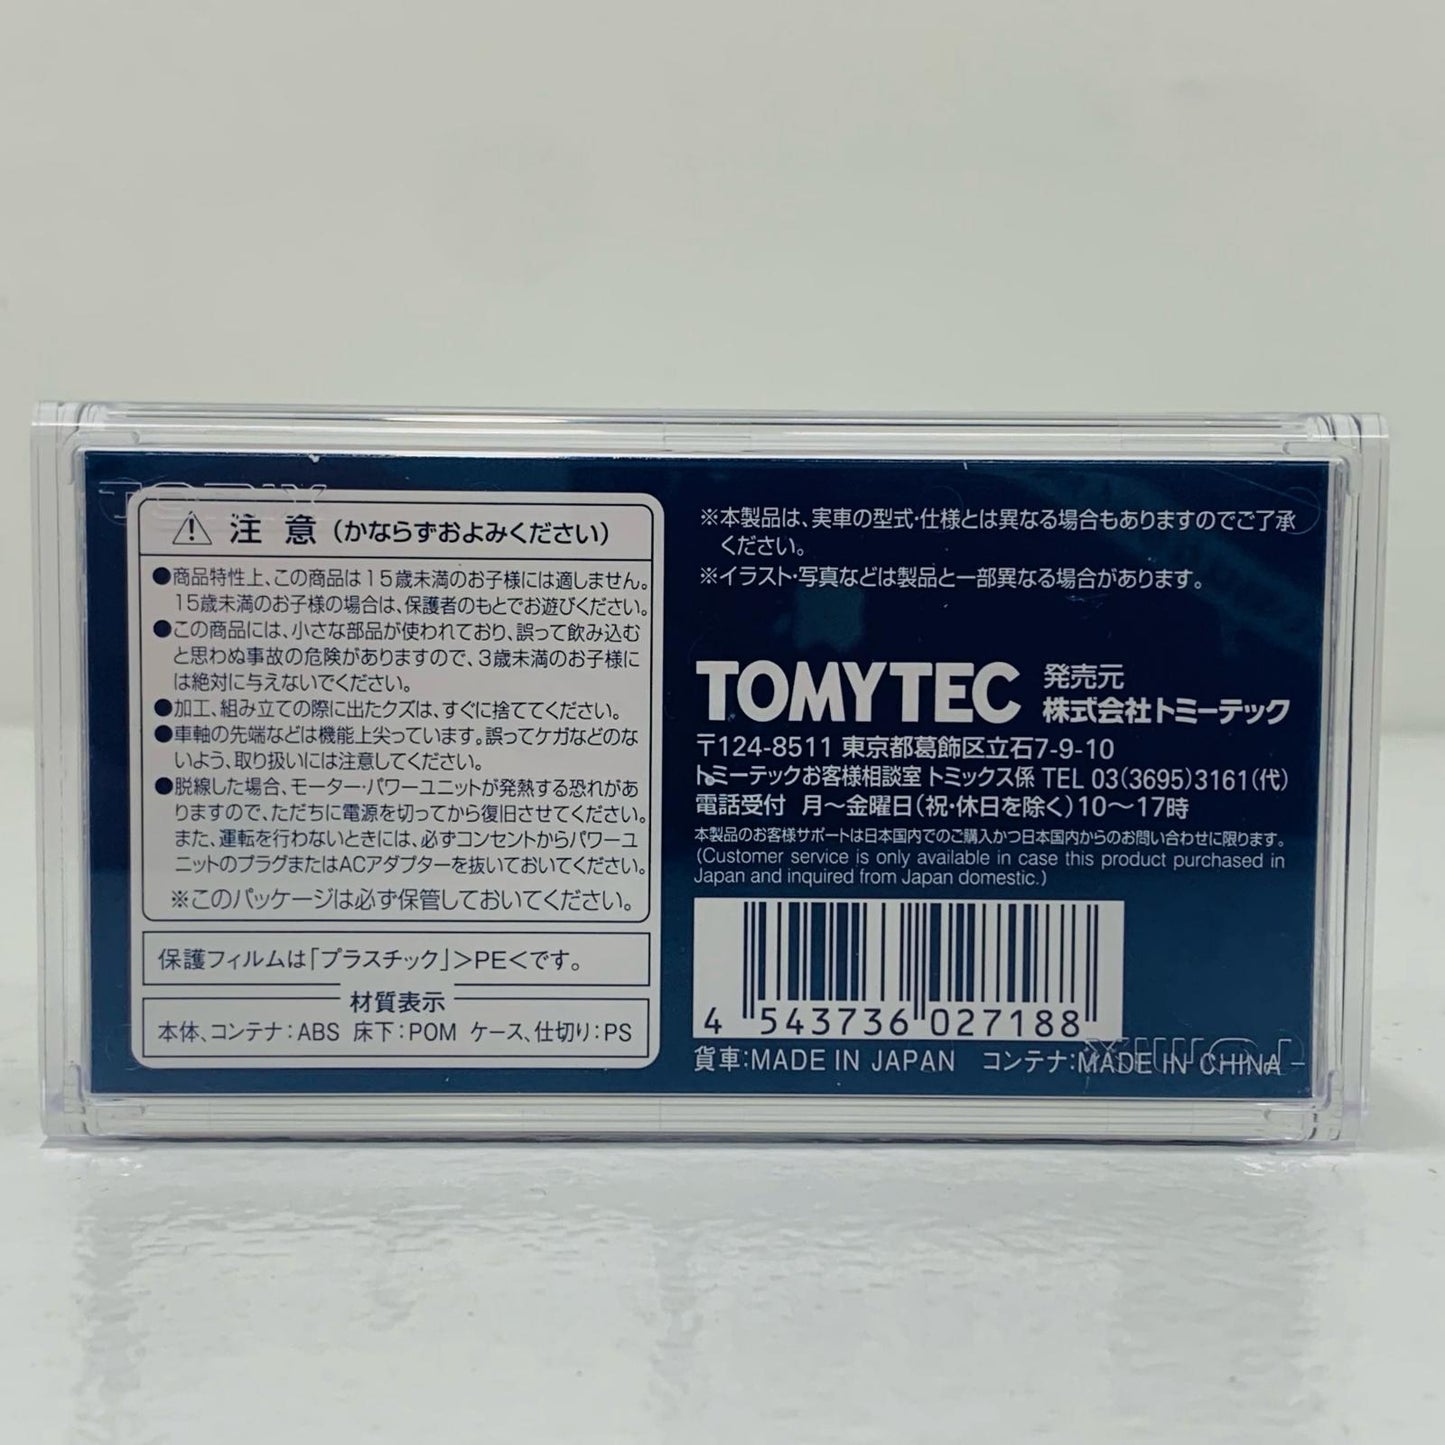 TOMIX
⚠ 注意（かならずおよみください）
●商品特性上、この商品は15歳未満のお子様には適しません。
15歳未満のお子様の場合は、保護者のもとでお遊びください。
●この商品には、小さな部品が使われており、誤って飲み込む
と思わぬ事故の危険がありますので、3歳未満のお子様に
は絶対に与えないでください。
●加工、組み立ての際に出たクズは、すぐに捨ててください。
●車軸の先端などは機能上尖っています。誤ってケガなどのな
いよう、取り扱いには注意してください。
●脱線した場合、モーター・パワーユニットが発熱する恐れがあ
りますので、ただちに電源を切ってから復旧させてください。
また、運転を行わないときには、必ずコンセントからパワーユ
ニットのプラグまたはACアダプターを抜いておいてください。
※このパッケージは必ず保管しておいてください。
保護フィルムは「プラスチック」＞PE＜です。
材質表示
本体、コンテナ：ABS 床下：POM ケース、仕切り：PS
※本製品は、実車の型式・仕様とは異なる場合もありますのでご了承
ください。
※イラスト・写真などは製品と一部異なる場合があります。
TOMYTEC 発売元
株式会社トミーテック
〒124-8511 東京都葛飾区立石7-9-10
トミーテックお客様相談室 トミックス係 TEL 03(3695)3161(代)
電話受付 月〜金曜日(祝・休日を除く)10〜17時
本製品のお客様サポートは日本国内でのご購入かつ日本国内からのお問い合わせに限ります。
(Customer service is only available in case this product purchased in
Japan and inquired from Japan domestic.)
4 543736 027188
貨車：MADE IN JAPAN コンテナ：MADE IN CHINA
TOMIX